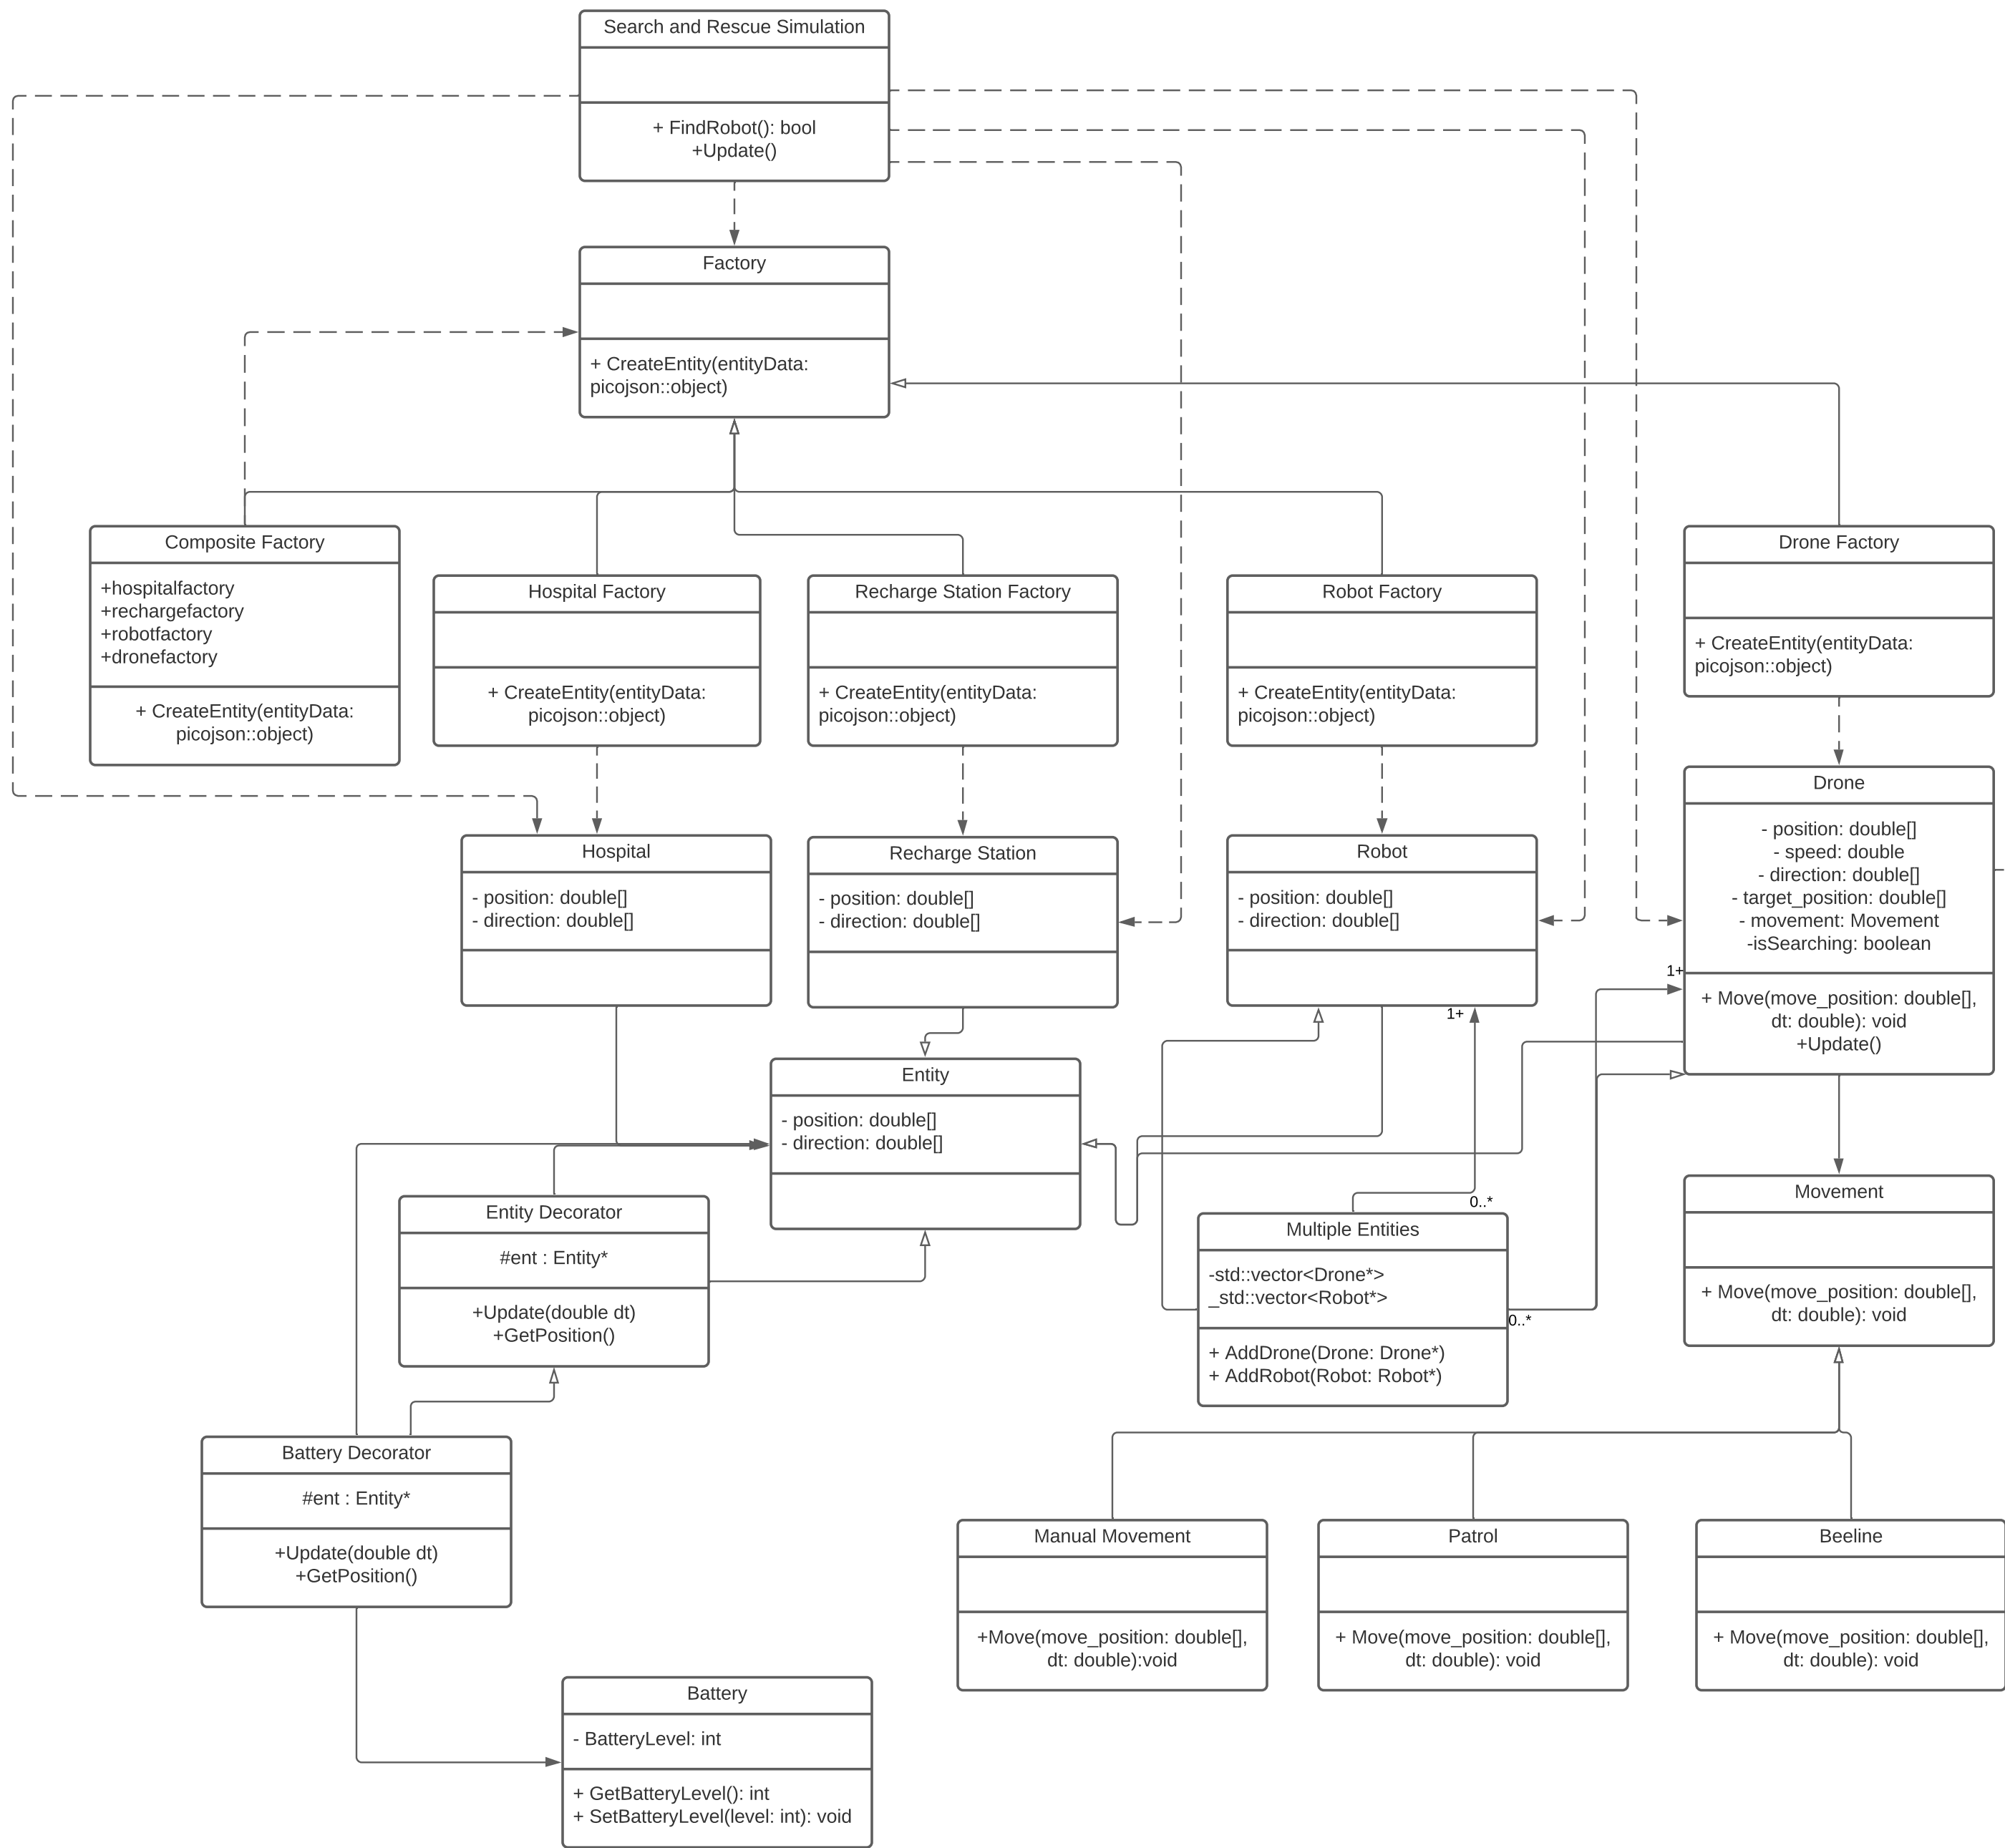 Search and Rescue Simulation
+ FindRobot(): bool
+Update()
Factory
+ CreateEntity(entityData:
picojson::object)
Composite Factory
+hospitalfactory
+rechargefactory
+robotfactory
+dronefactory
+ CreateEntity(entityData:
picojson::object)
Hospital Factory
+ CreateEntity(entityData:
picojson::object)
Recharge Station Factory
+ CreateEntity(entityData:
picojson::object)
Robot Factory
+ CreateEntity(entityData:
picojson::object)
Drone Factory
+ CreateEntity(entityData:
picojson::object)
Hospital
- position: double[]
- direction: double[]
Recharge Station
- position: double[]
- direction: double[]
Robot
- position: double[]
- direction: double[]
1+
Drone
- position: double[]
- speed: double
- direction: double[]
- target_position: double[]
- movement: Movement
-isSearching: boolean
1+
+ Move(move_position: double[],
dt: double): void
+Update()
Entity
- position: double[]
- direction: double[]
Entity Decorator
#ent : Entity*
+Update(double dt)
+GetPosition()
0..*
Multiple Entities
-std::vector<Drone*>
_std::vector<Robot*>
0..*
+ AddDrone(Drone: Drone*)
+ AddRobot(Robot: Robot*)
Movement
+ Move(move_position: double[],
dt: double): void
Battery Decorator
#ent : Entity*
+Update(double dt)
+GetPosition()
Manual Movement
+Move(move_position: double[],
dt: double):void
Patrol
+ Move(move_position: double[],
dt: double): void
Beeline
+ Move(move_position: double[],
dt: double): void
Battery
- BatteryLevel: int
+ GetBatteryLevel(): int
+ SetBatteryLevel(level: int): void